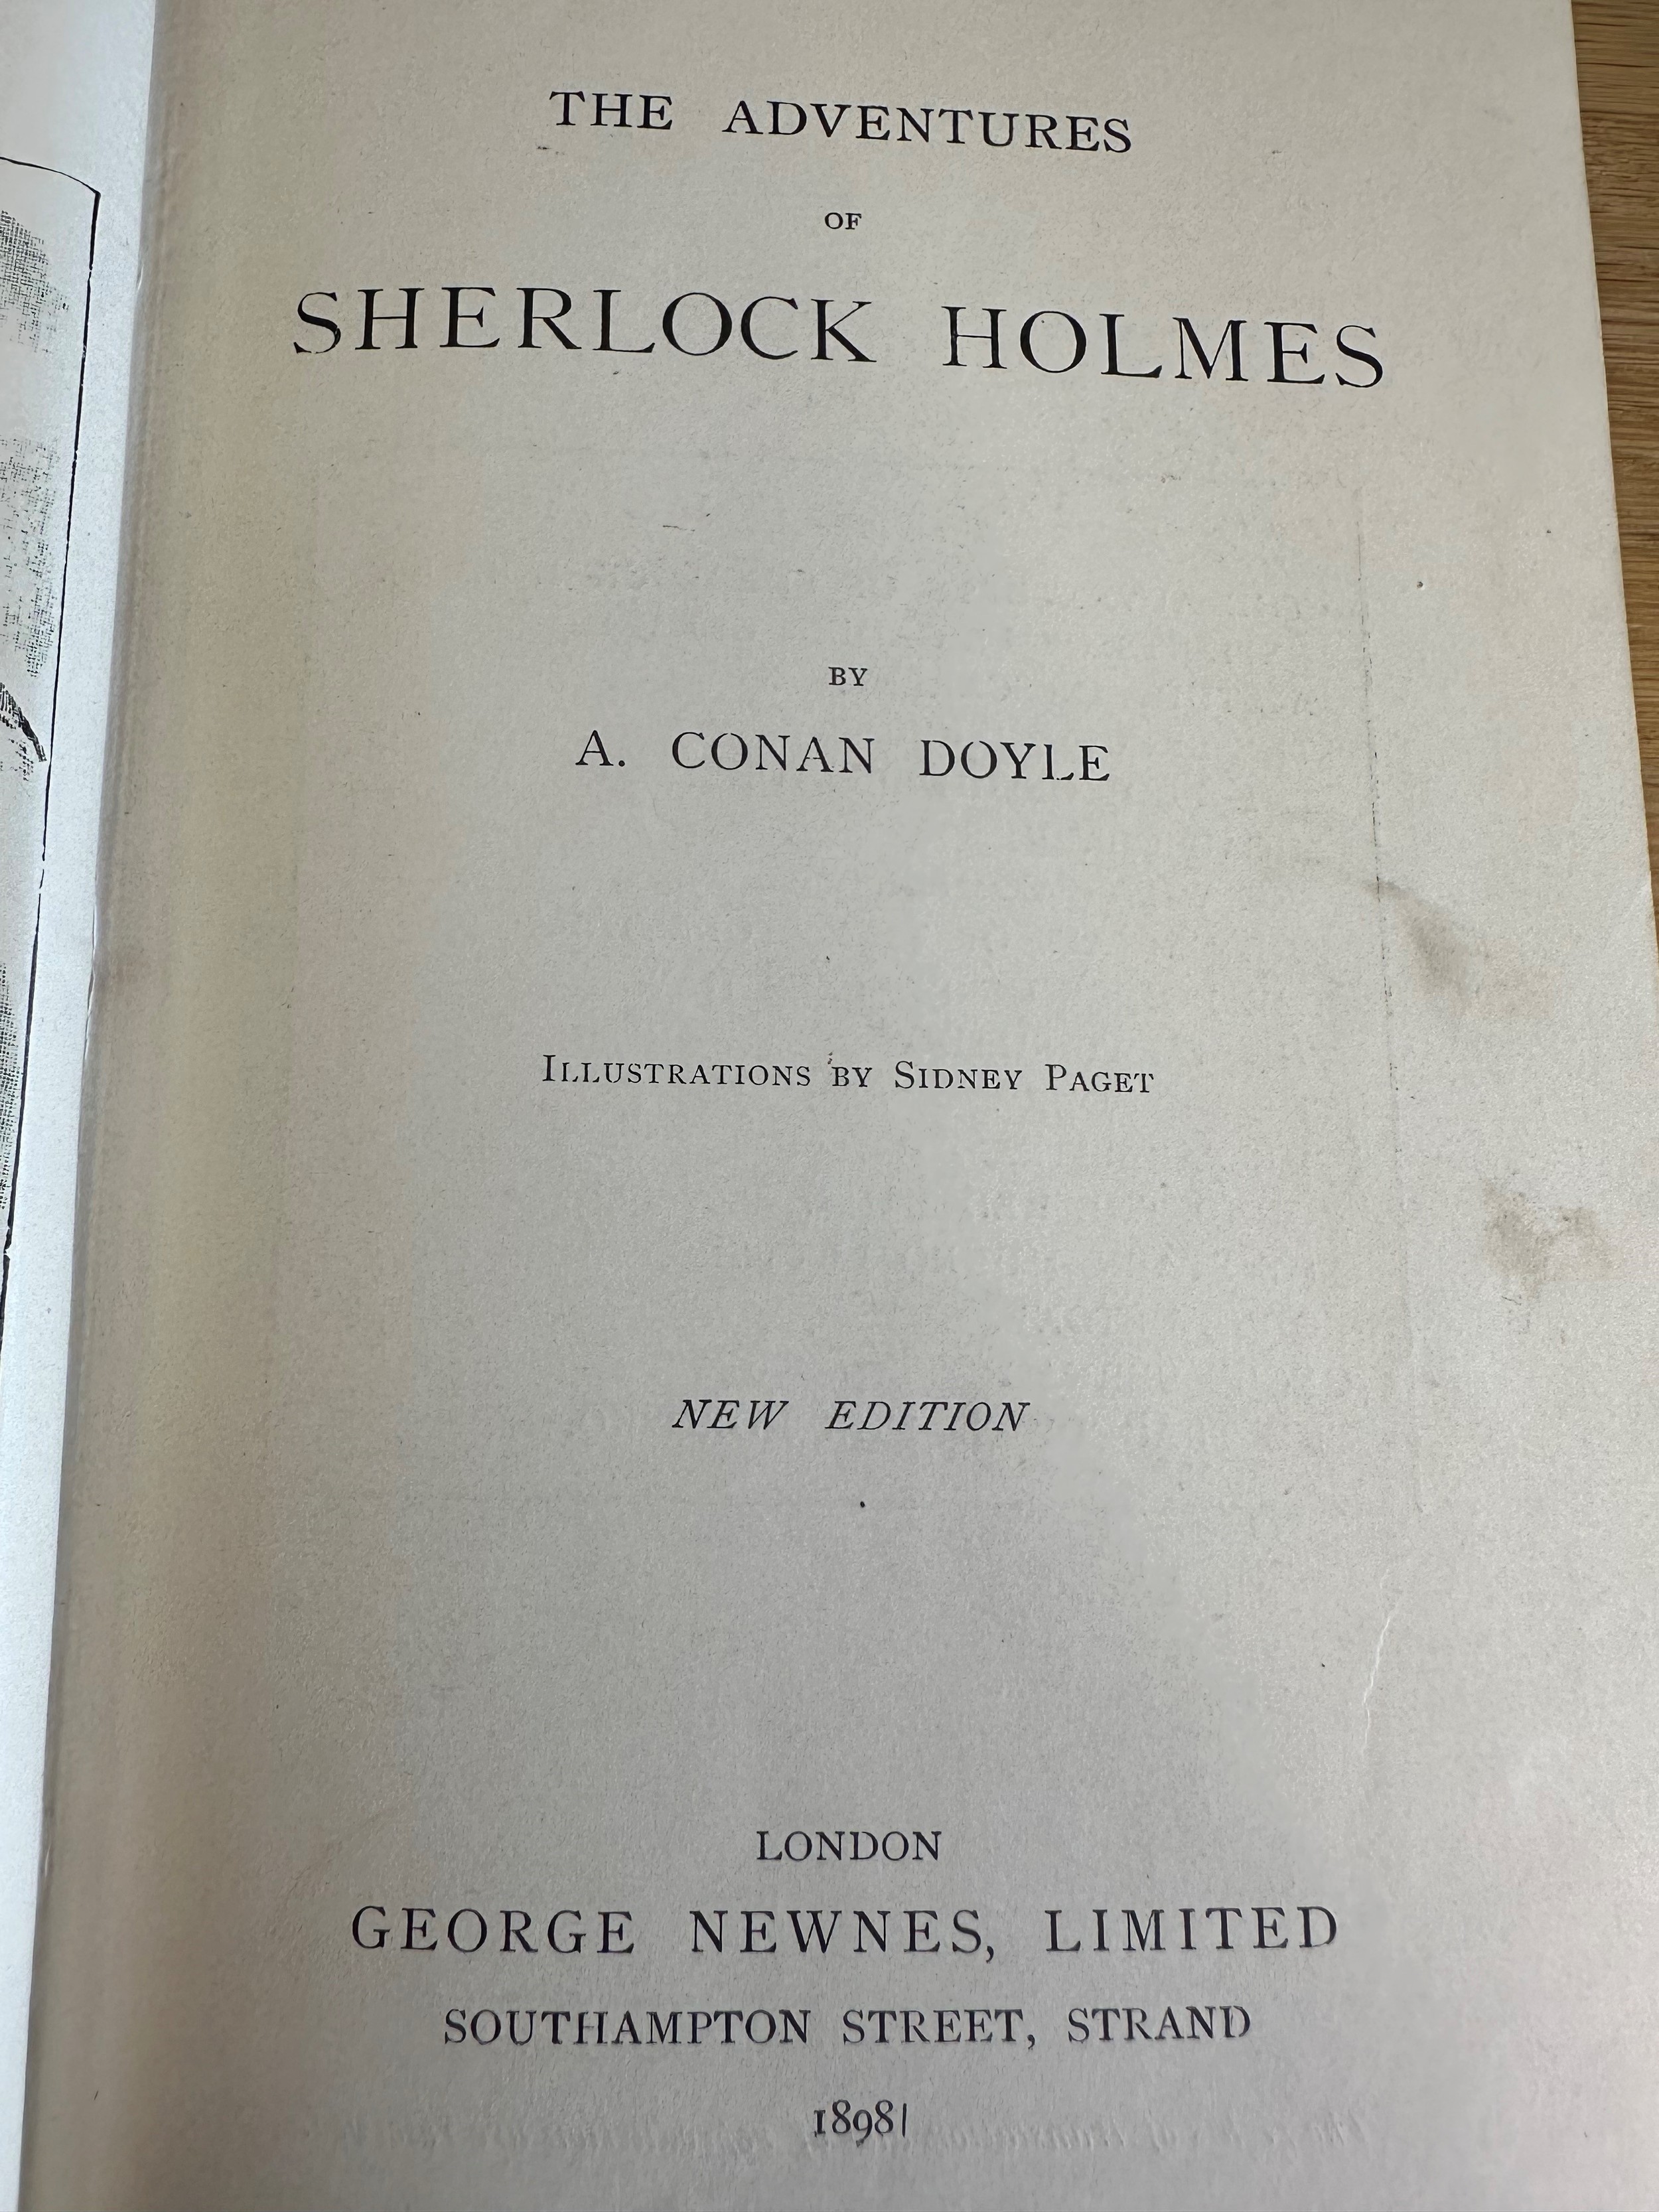 THE ADVENTURES
OF
SHERLOCK HOLMES
BY
A. CONAN DOYLE
ILLUSTRATIONS BY SIDNEY PAGET
NEW EDITION
LONDON
GEORGE NEWNES, LIMITED
SOUTHAMPTON STREET, STRAND
1898